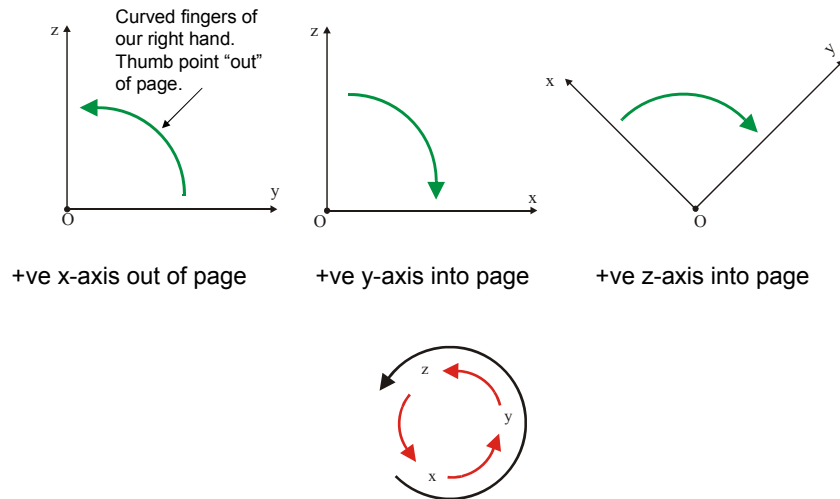 Curved fingers of
our right hand.
Thumb point “out”
of page.
z
y
O
z
x
O
x
y
O
+ve x-axis out of page
+ve y-axis into page
+ve z-axis into page
z
y
x